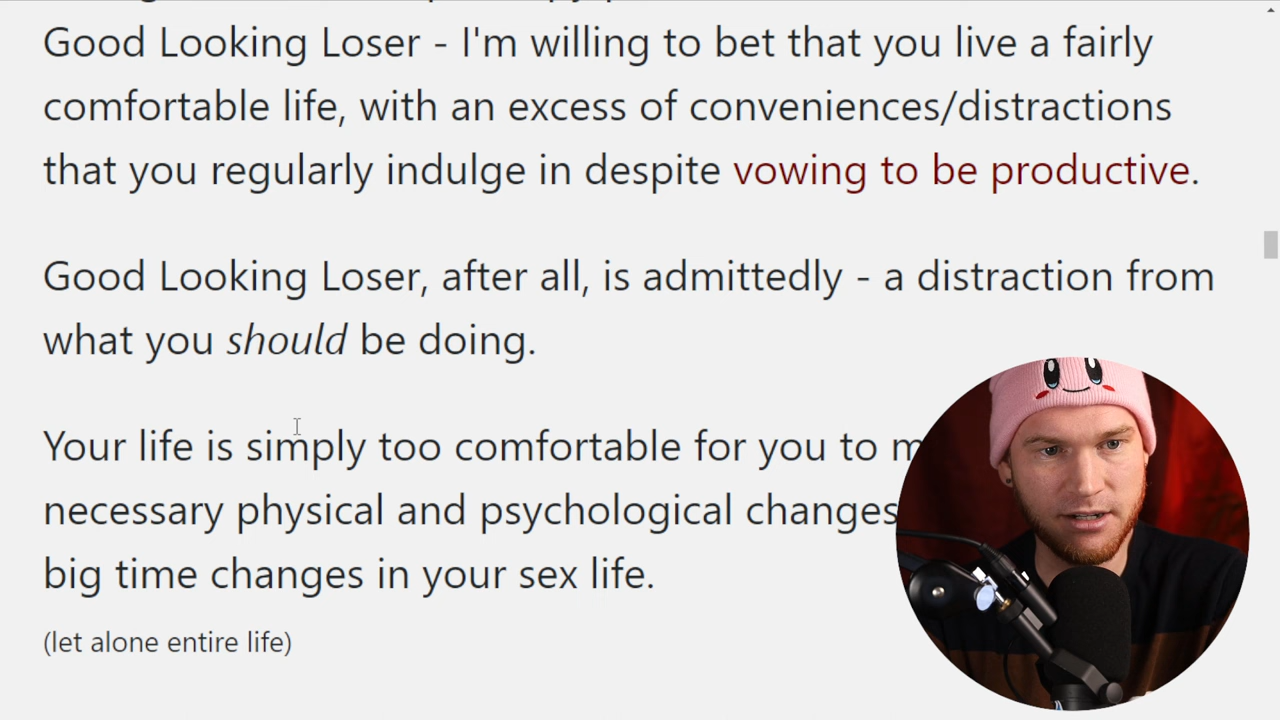 Good Looking Loser - I'm willing to bet that you live a fairly
comfortable life, with an excess of conveniences/distractions
that you regularly indulge in despite vowing to be productive.
Good Looking Loser, after all, is admittedly - a distraction from
what you should be doing.
Your life is simply too comfortable for you to
necessary physical and psychological changes
big time changes in your sex life.
(let alone entire life)